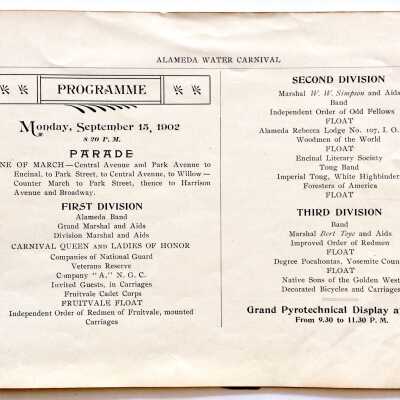 ALAMEDA WATER CARNIVAL
PROGRAMME
Monday, September 15, 1902
8:20 P. M.
PARADE
NE OF MARCH—Central Avenue and Park Avenue to
Encinal, to Park Street, to Central Avenue, to Willow—
Counter March to Park Street, thence to Harrison
Avenue and Broadway.
FIRST DIVISION
Alameda Band
Grand Marshal and Aids
Division Marshal and Aids
CARNIVAL QUEEN AND LADIES OF HONOR
Companies of National Guard
Veterans Reserve
Company "A," N. G. C.
Invited Guests, in Carriages
Fruitvale Cadet Corps
FRUITVALE FLOAT
Independent Order of Redmen of Fruitvale, mounted
Carriages
SECOND DIVISION
Marshal W. W. Simpson and Aids
Band
Independent Order of Odd Fellows
FLOAT
Alameda Rebecca Lodge No. 107, I. O.
Woodmen of the World
FLOAT
Encinal Literary Society
Tong Band
Imperial Tong, White Highbinder
Foresters of America
FLOAT
THIRD DIVISION
Band
Marshal Bert Toye and Aids
Improved Order of Redmen
FLOAT
Degree Pocahontas, Yosemite Counc
FLOAT
Native Sons of the Golden West
Decorated Bicycles and Carriages
Grand Pyrotechnical Display a
From 9.30 to 11.30 P. M.